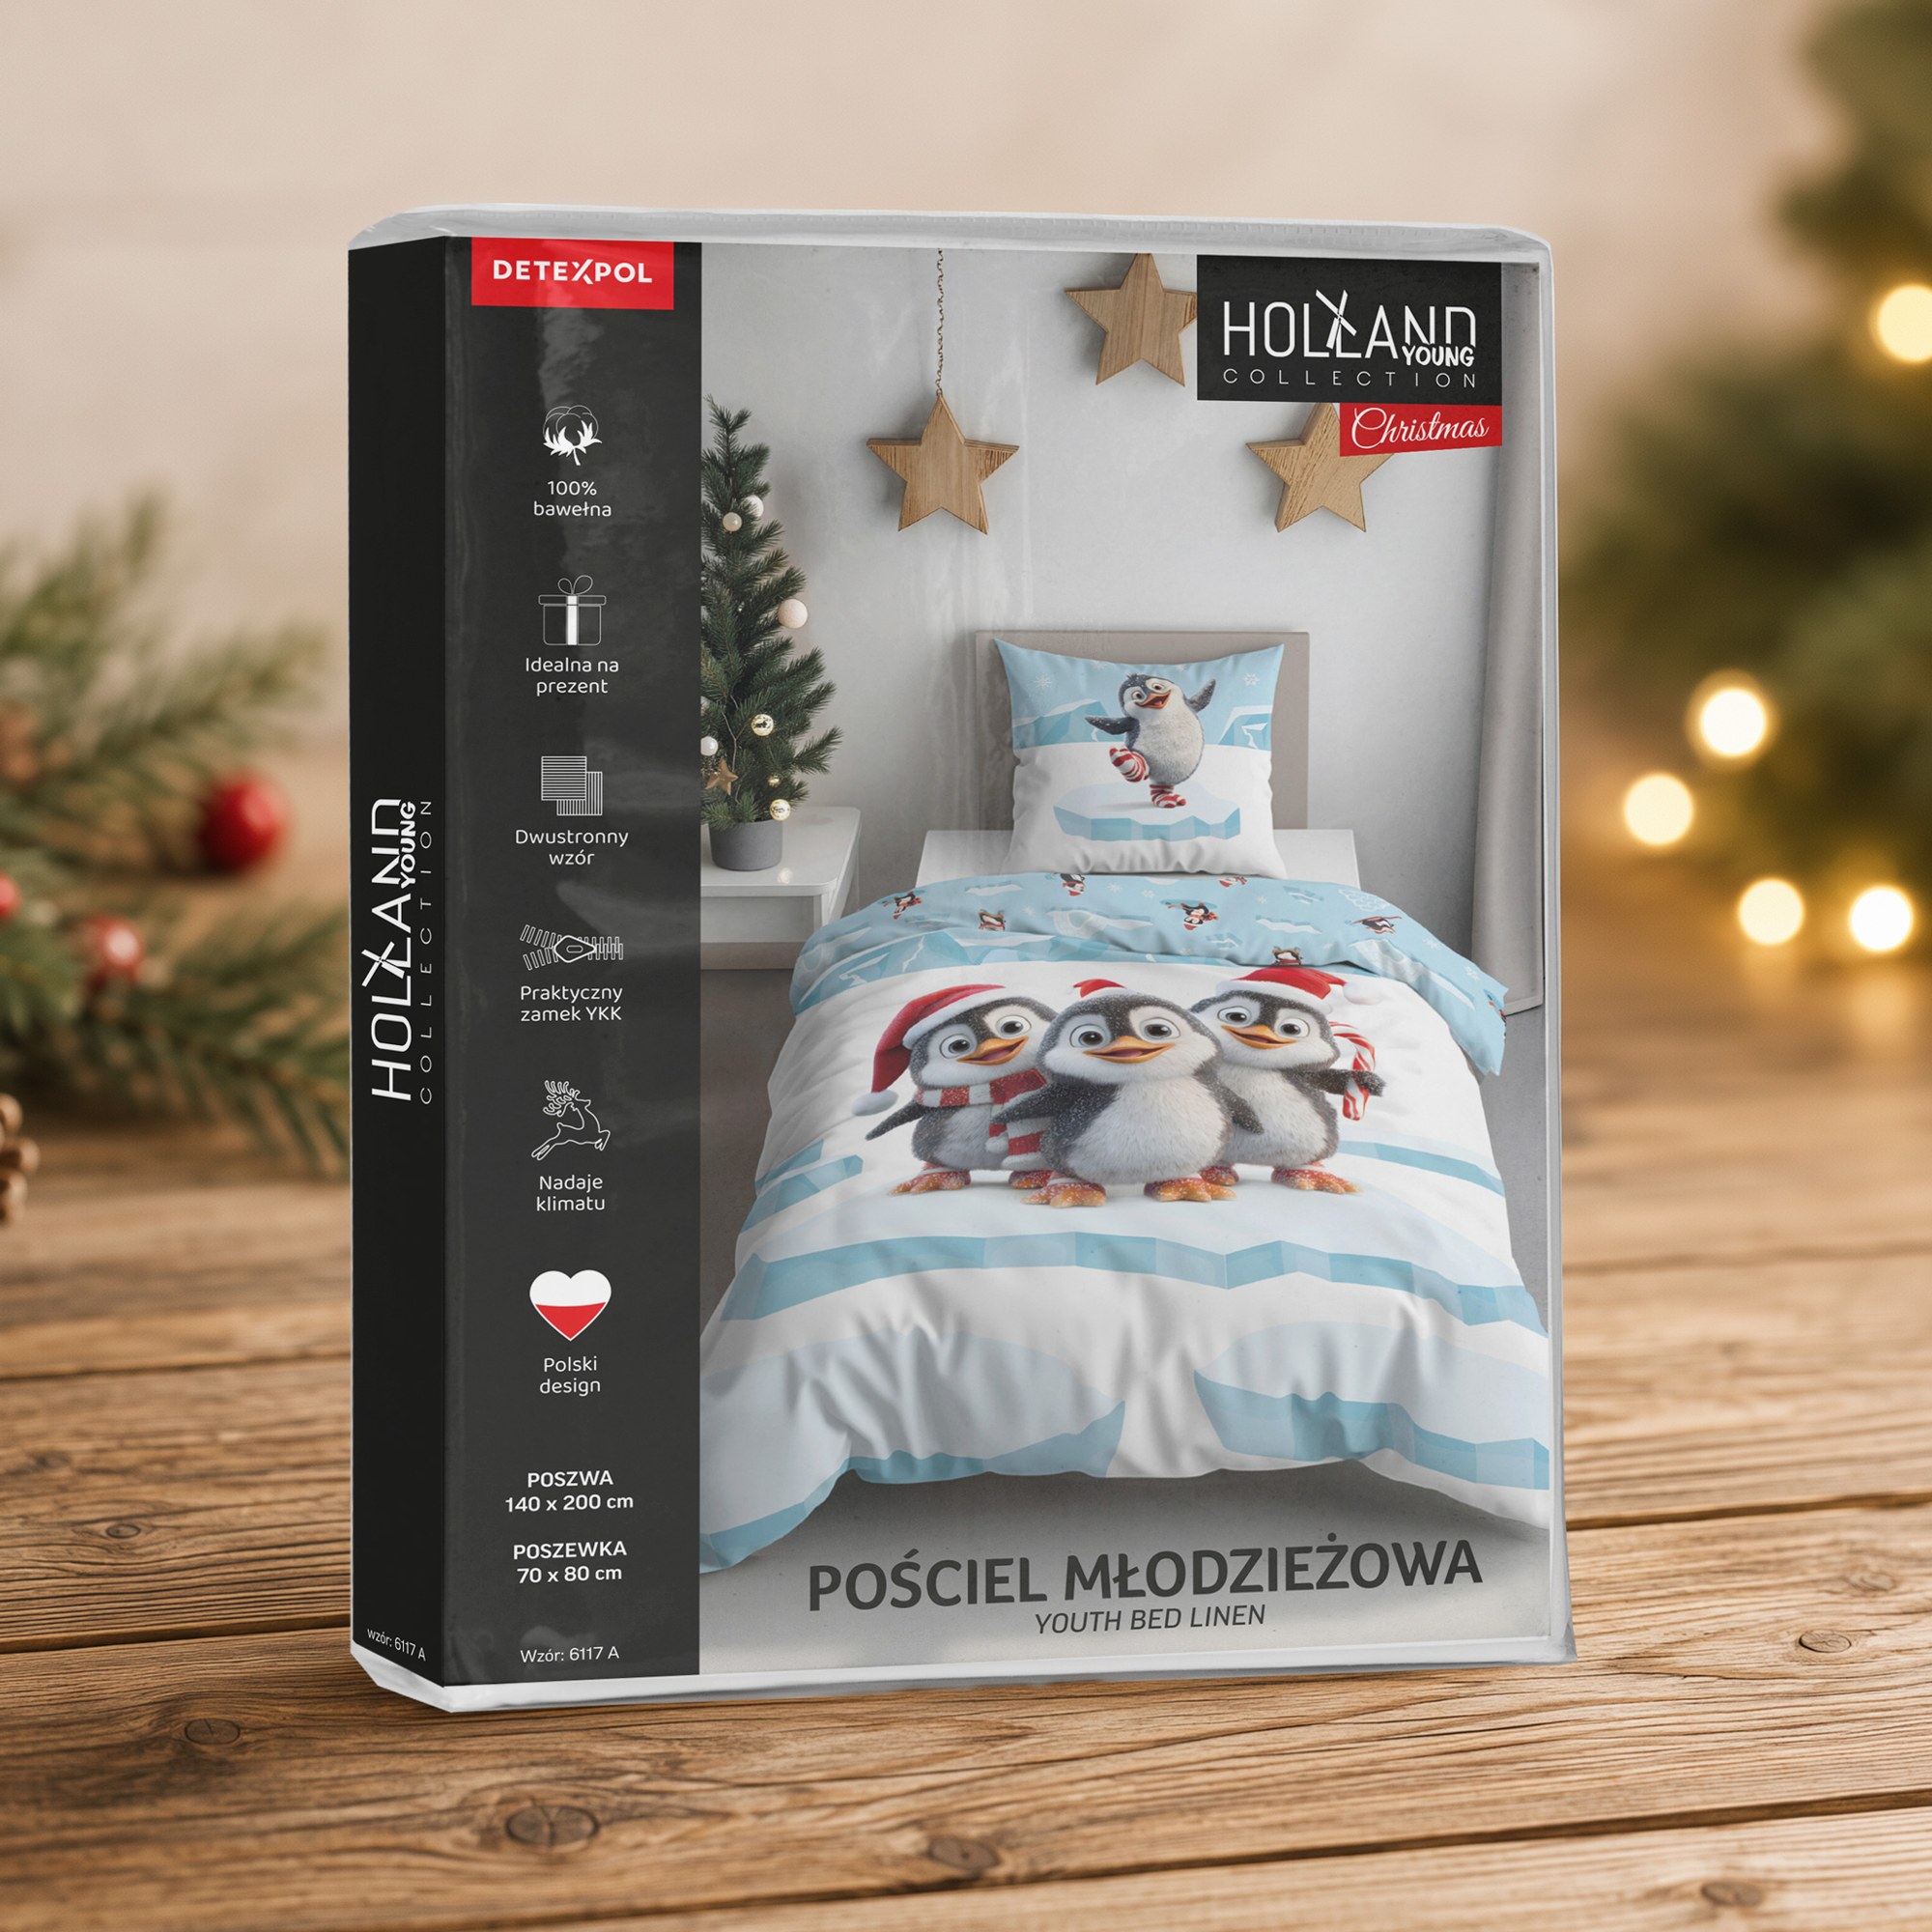 DETEXPOL
100%
bawełna
Idealna na
prezent
Dwustronny
wzór
Praktyczny
zamek YKK
Nadaje
klimatu
Polski
design
POSZWA
140 x 200 cm
POSZEWKA
70 x 80 cm
Wzór: 6117 A
HOLLAND
YOUNG
COLLECTION
Christmas
POŚCIEL MŁODZIEŻOWA
YOUTH BED LINEN
HOLLAND
YOUNG
COLLECTION
wzór: 6117 A